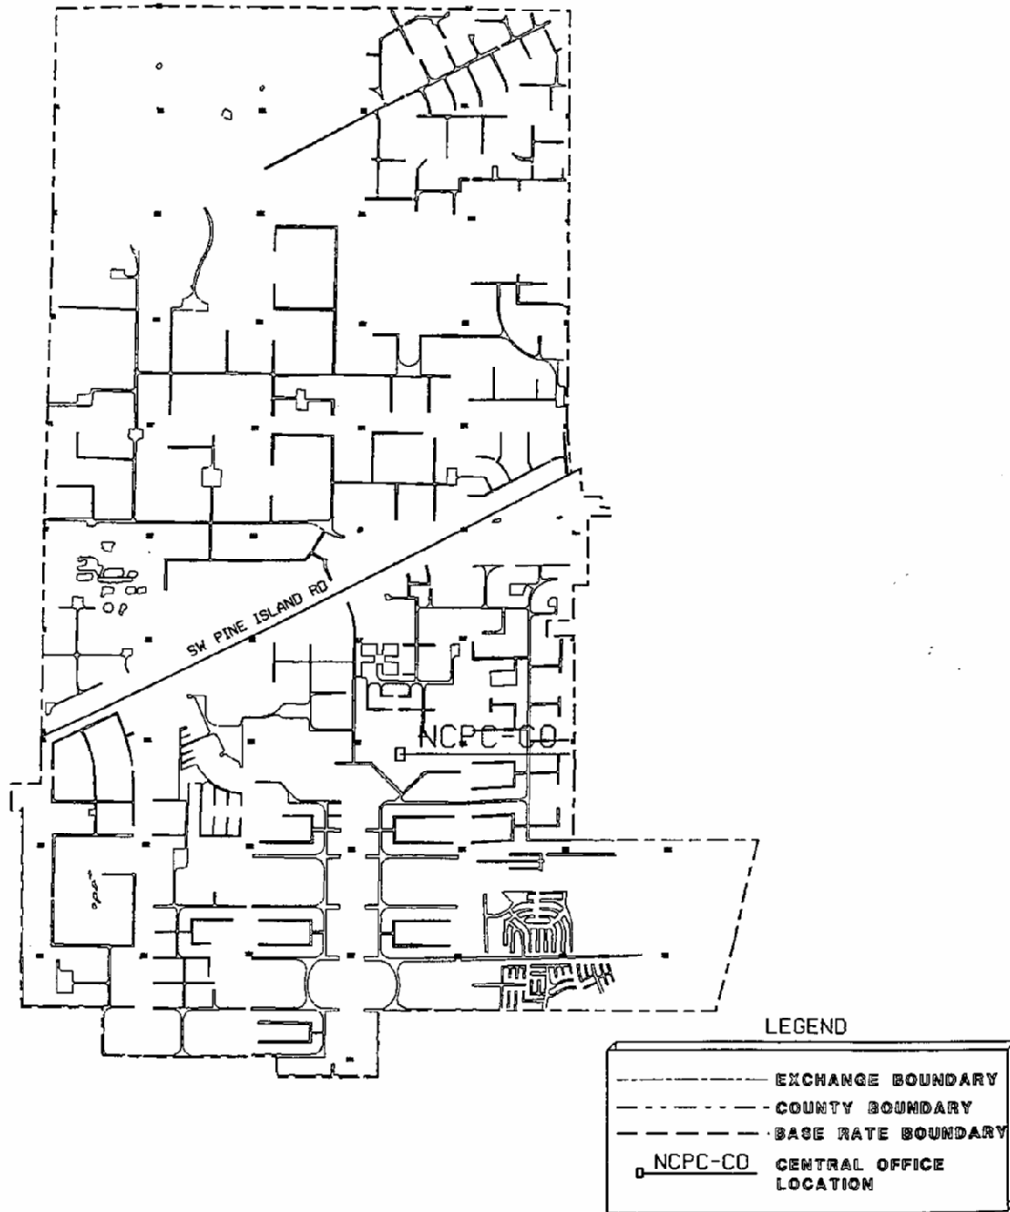 SW PINE ISLAND RD
NCPC-CO
LEGEND
EXCHANGE BOUNDARY
COUNTY BOUNDARY
BASE RATE BOUNDARY
NCPC-CO
CENTRAL OFFICE
LOCATION